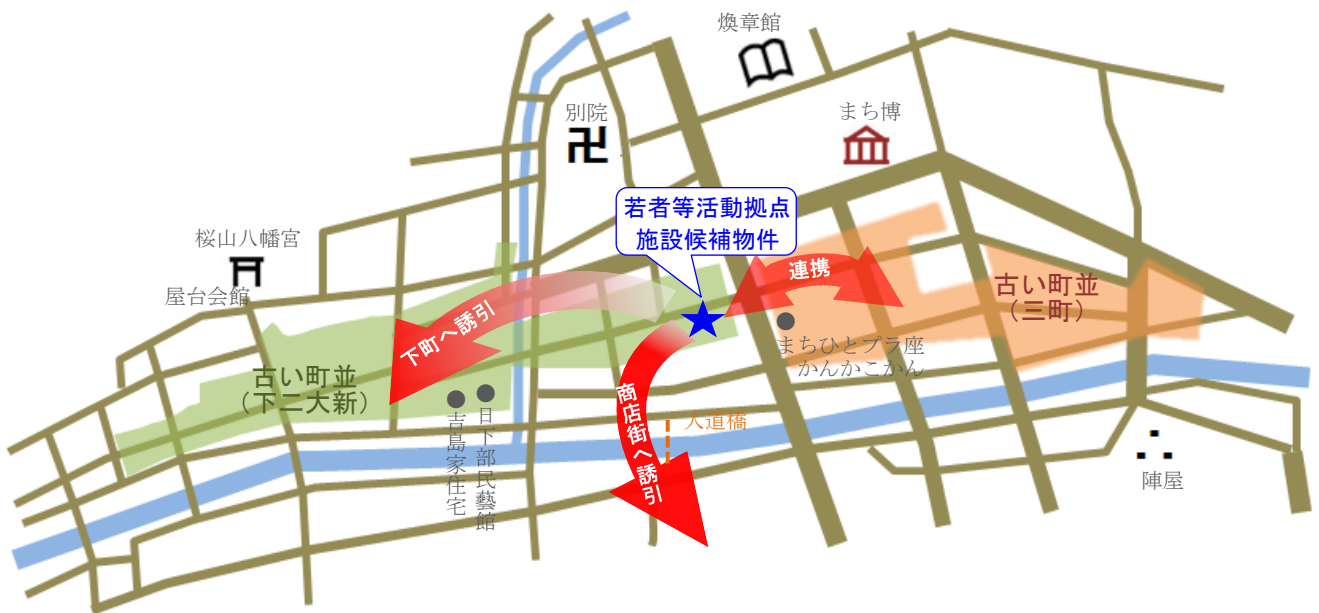 煥章館
別院
まち博
若者等活動拠点
施設候補物件
桜山八幡宮
屋台会館
連携
古い町並
（三町）
下町へ誘引
まちひとプラ座
かんかこかん
古い町並
（下二大新）
商店街へ誘引
人道橋
吉島家住宅
日下部民藝館
陣屋